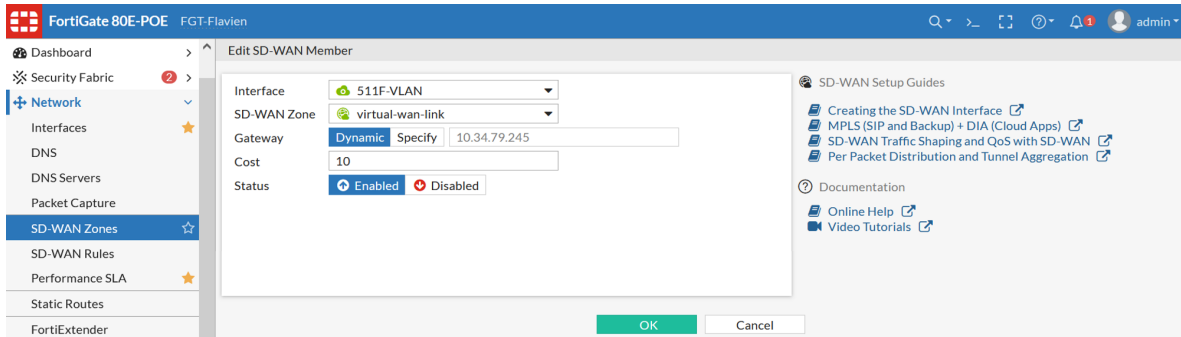 FortiGate 80E-POE FGT-Flavien
>_ 1 admin
Dashboard
Security Fabric 2
Network
Interfaces
DNS
DNS Servers
Packet Capture
SD-WAN Zones
SD-WAN Rules
Performance SLA
Static Routes
FortiExtender
Edit SD-WAN Member
Interface 511F-VLAN
SD-WAN Zone virtual-wan-link
Gateway Dynamic Specify 10.34.79.245
Cost 10
Status Enabled Disabled
OK Cancel
SD-WAN Setup Guides
Creating the SD-WAN Interface
MPLS (SIP and Backup) + DIA (Cloud Apps)
SD-WAN Traffic Shaping and QoS with SD-WAN
Per Packet Distribution and Tunnel Aggregation
Documentation
Online Help
Video Tutorials